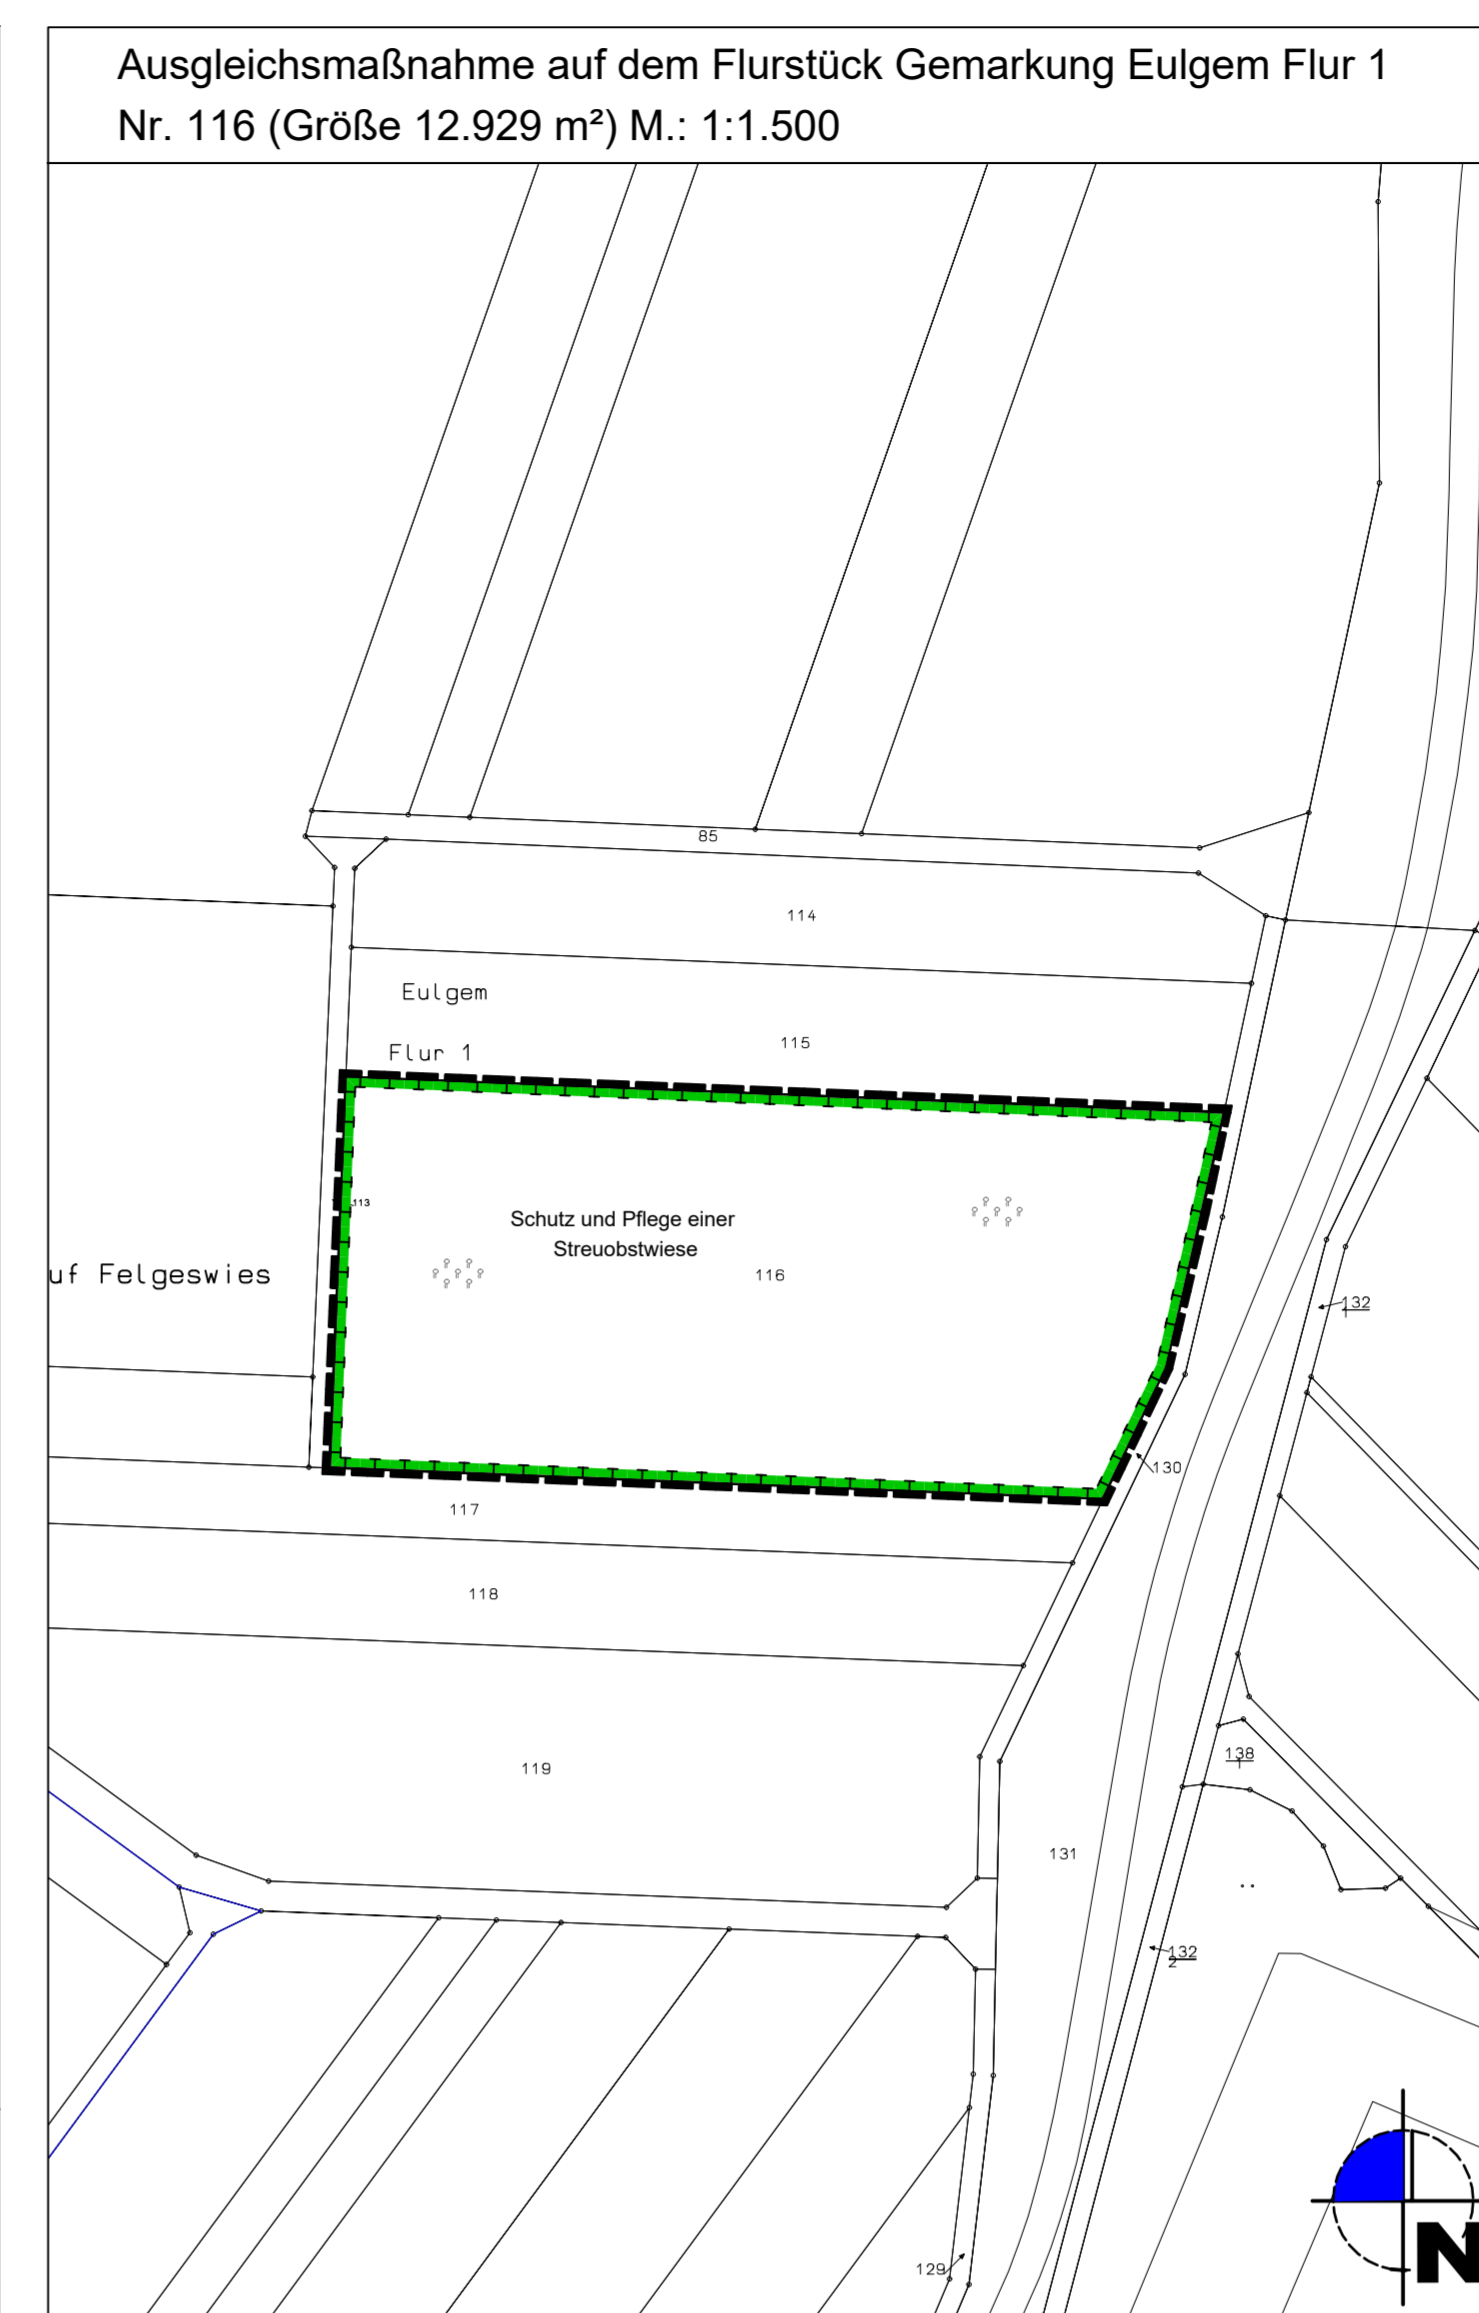 Ausgleichsmaßnahme auf dem Flurstück Gemarkung Eulgem Flur 1
Nr. 116 (Größe 12.929 m²) M.: 1:1.500
85
114
Eulgem
115
Flur 1
113
Schutz und Pflege einer
Streuobstwiese
116
uf Felgeswies
132
1
130
117
118
138
1
119
131
132
2
129
N